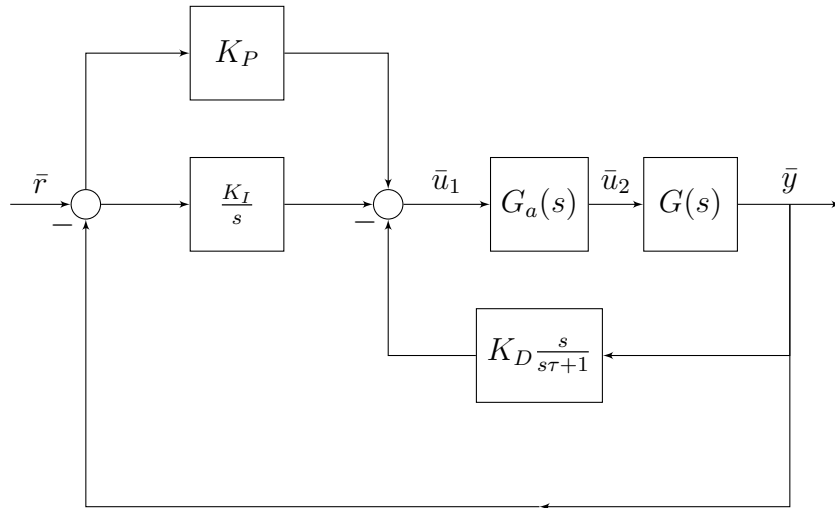 K_P
r̄
−
K_I/s
−
ū_1
G_a(s)
ū_2
G(s)
ȳ
K_D s/(sτ+1)